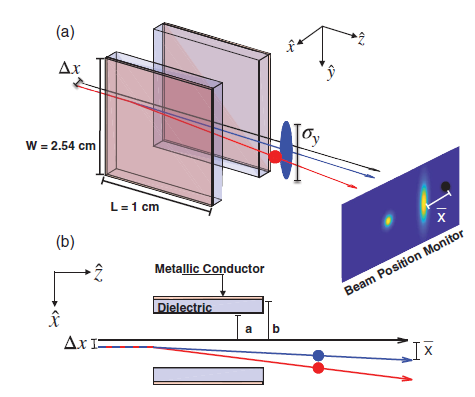 (a)
x̂
ẑ
ŷ
Δx
σy
W = 2.54 cm
L = 1 cm
x̄
Beam Position Monitor
(b)
ẑ
x̂
Metallic Conductor
Dielectric
a
b
Δx
x̄